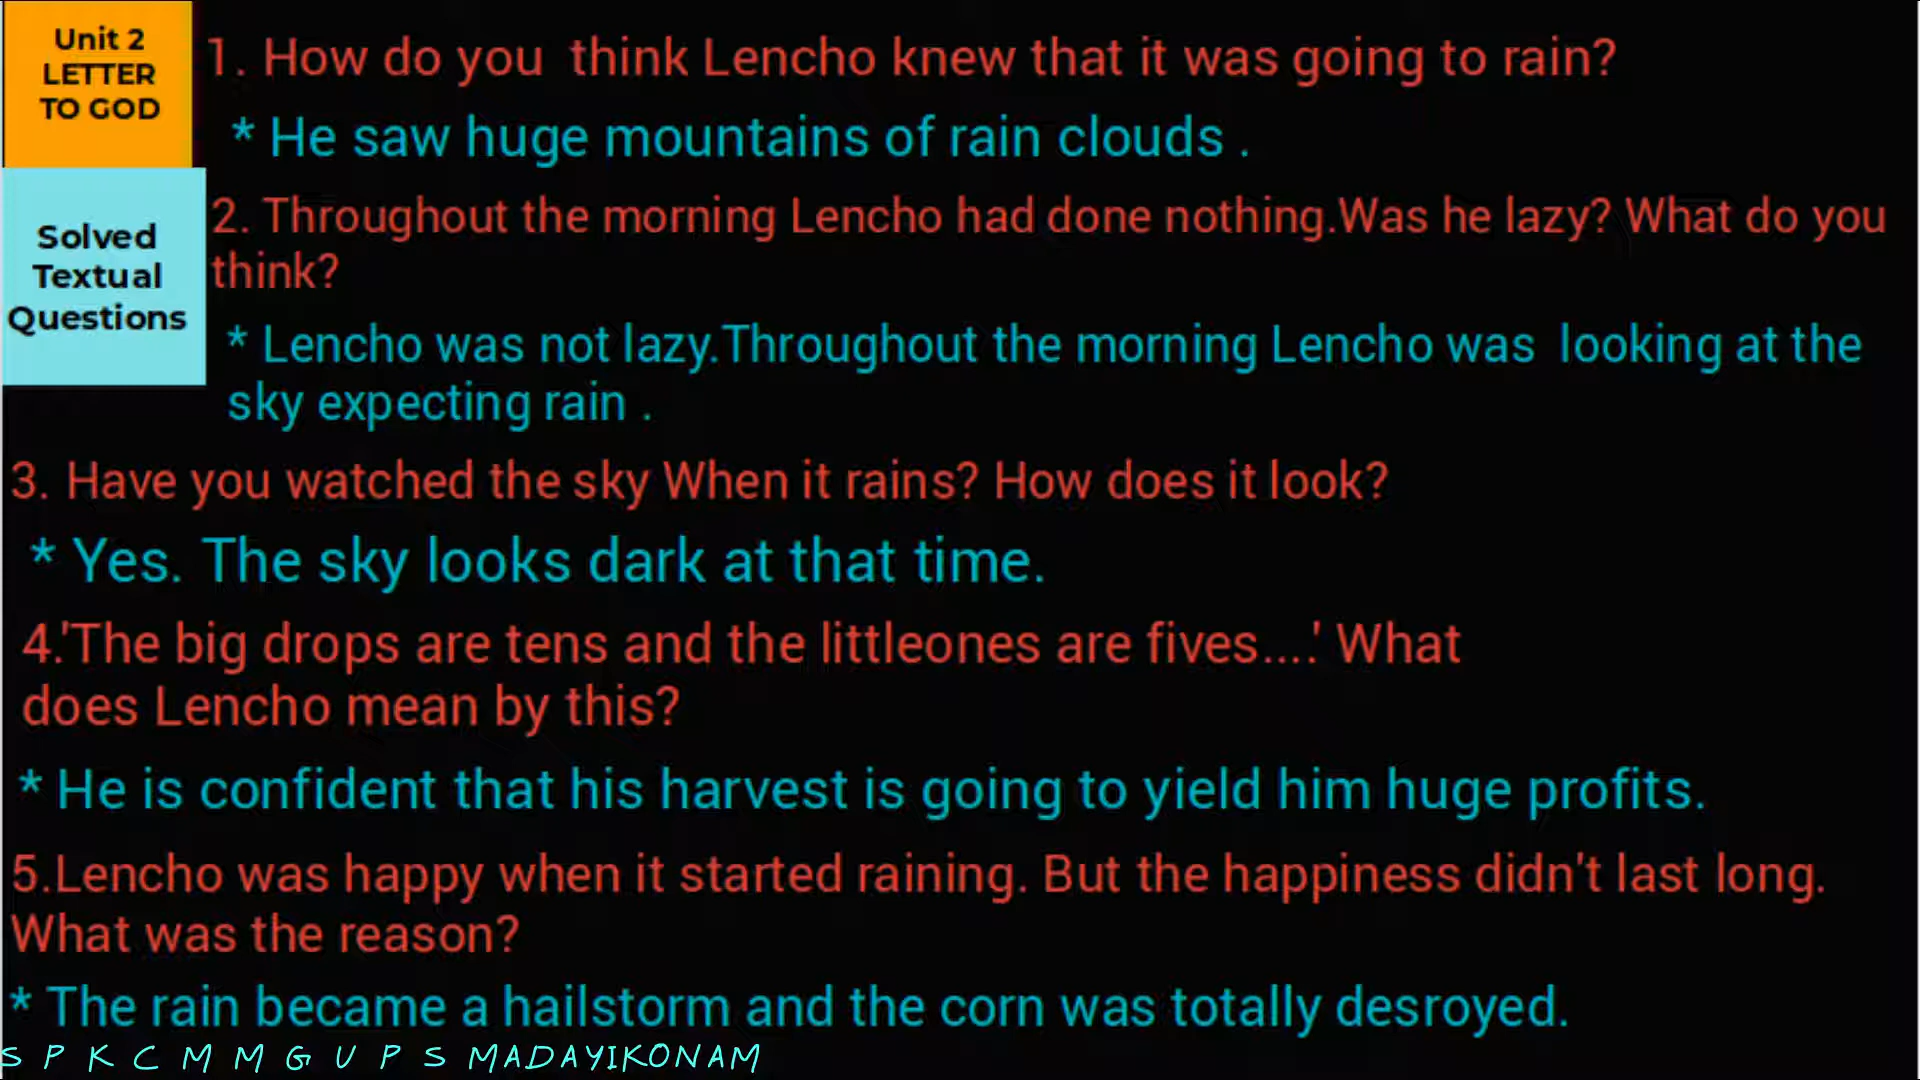 Unit 2
LETTER
TO GOD
1. How do you think Lencho knew that it was going to rain?
* He saw huge mountains of rain clouds .
Solved
Textual
Questions
2. Throughout the morning Lencho had done nothing.Was he lazy? What do you
think?
* Lencho was not lazy.Throughout the morning Lencho was looking at the
sky expecting rain .
3. Have you watched the sky When it rains? How does it look?
* Yes. The sky looks dark at that time.
4.'The big drops are tens and the littleones are fives....' What
does Lencho mean by this?
* He is confident that his harvest is going to yield him huge profits.
5.Lencho was happy when it started raining. But the happiness didn't last long.
What was the reason?
* The rain became a hailstorm and the corn was totally desroyed.
S P K C M M G U P S MADAYIKONAM